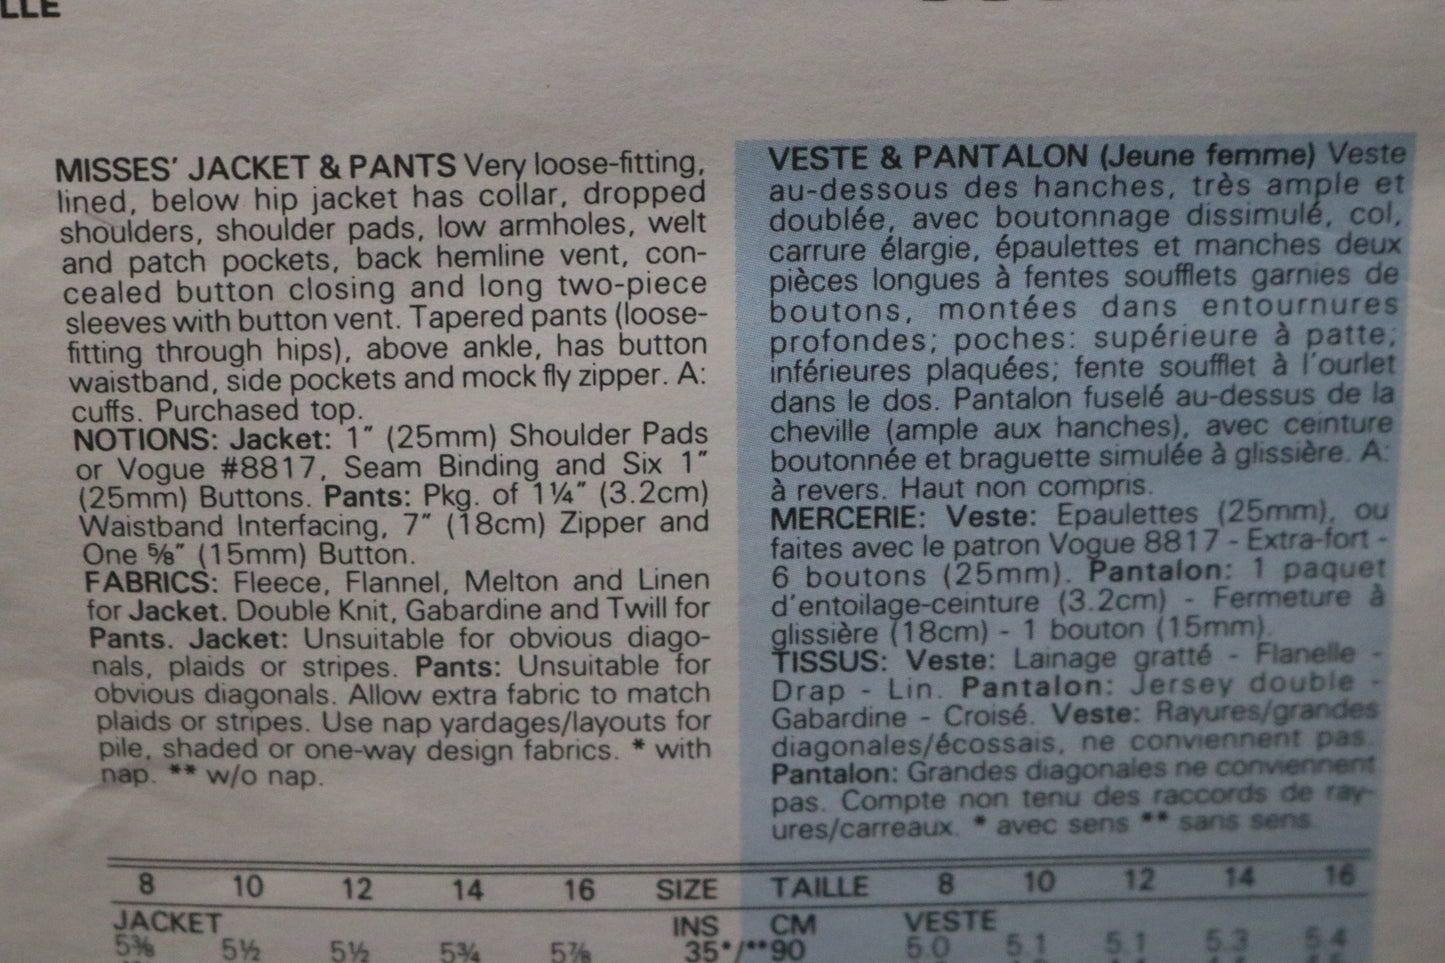 LLE
MISSES' JACKET & PANTS Very loose-fitting,
lined, below hip jacket has collar, dropped
shoulders, shoulder pads, low armholes, welt
and patch pockets, back hemline vent, con-
cealed button closing and long two-piece
sleeves with button vent. Tapered pants (loose-
fitting through hips), above ankle, has button
waistband, side pockets and mock fly zipper. A:
cuffs. Purchased top.
NOTIONS: Jacket: 1" (25mm) Shoulder Pads
or Vogue #8817, Seam Binding and Six 1"
(25mm) Buttons. Pants: Pkg. of 1¼" (3.2cm)
Waistband Interfacing, 7" (18cm) Zipper and
One ⅝" (15mm) Button.
FABRICS: Fleece, Flannel, Melton and Linen
for Jacket. Double Knit, Gabardine and Twill for
Pants. Jacket: Unsuitable for obvious diago-
nals, plaids or stripes. Pants: Unsuitable for
obvious diagonals. Allow extra fabric to match
plaids or stripes. Use nap yardages/layouts for
pile, shaded or one-way design fabrics. * with
nap. ** w/o nap.
VESTE & PANTALON (Jeune femme) Veste
au-dessous des hanches, très ample et
doublée, avec boutonnage dissimulé, col,
carrure élargie, épaulettes et manches deux
pièces longues à fentes soufflets garnies de
boutons, montées dans entournures
profondes; poches: supérieure à patte;
inférieures plaquées; fente soufflet à l'ourlet
dans le dos. Pantalon fuselé au-dessus de la
cheville (ample aux hanches), avec ceinture
boutonnée et braguette simulée à glissière. A:
à revers. Haut non compris.
MERCERIE: Veste: Epaulettes (25mm), ou
faites avec le patron Vogue 8817 - Extra-fort -
6 boutons (25mm). Pantalon: 1 paquet
d'entoilage-ceinture (3.2cm) - Fermeture à
glissière (18cm) - 1 bouton (15mm).
TISSUS: Veste: Lainage gratté - Flanelle -
Drap - Lin. Pantalon: Jersey double -
Gabardine - Croisé. Veste: Rayures/grandes
diagonales/écossais, ne conviennent pas.
Pantalon: Grandes diagonales ne conviennent
pas. Compte non tenu des raccords de ray-
ures/carreaux. * avec sens ** sans sens
8 10 12 14 16 SIZE TAILLE 8 10 12 14 16
JACKET INS CM VESTE
5⅜ 5½ 5½ 5¾ 5⅞ 35*/**90 5.0 5.1 5.1 5.3 5.4